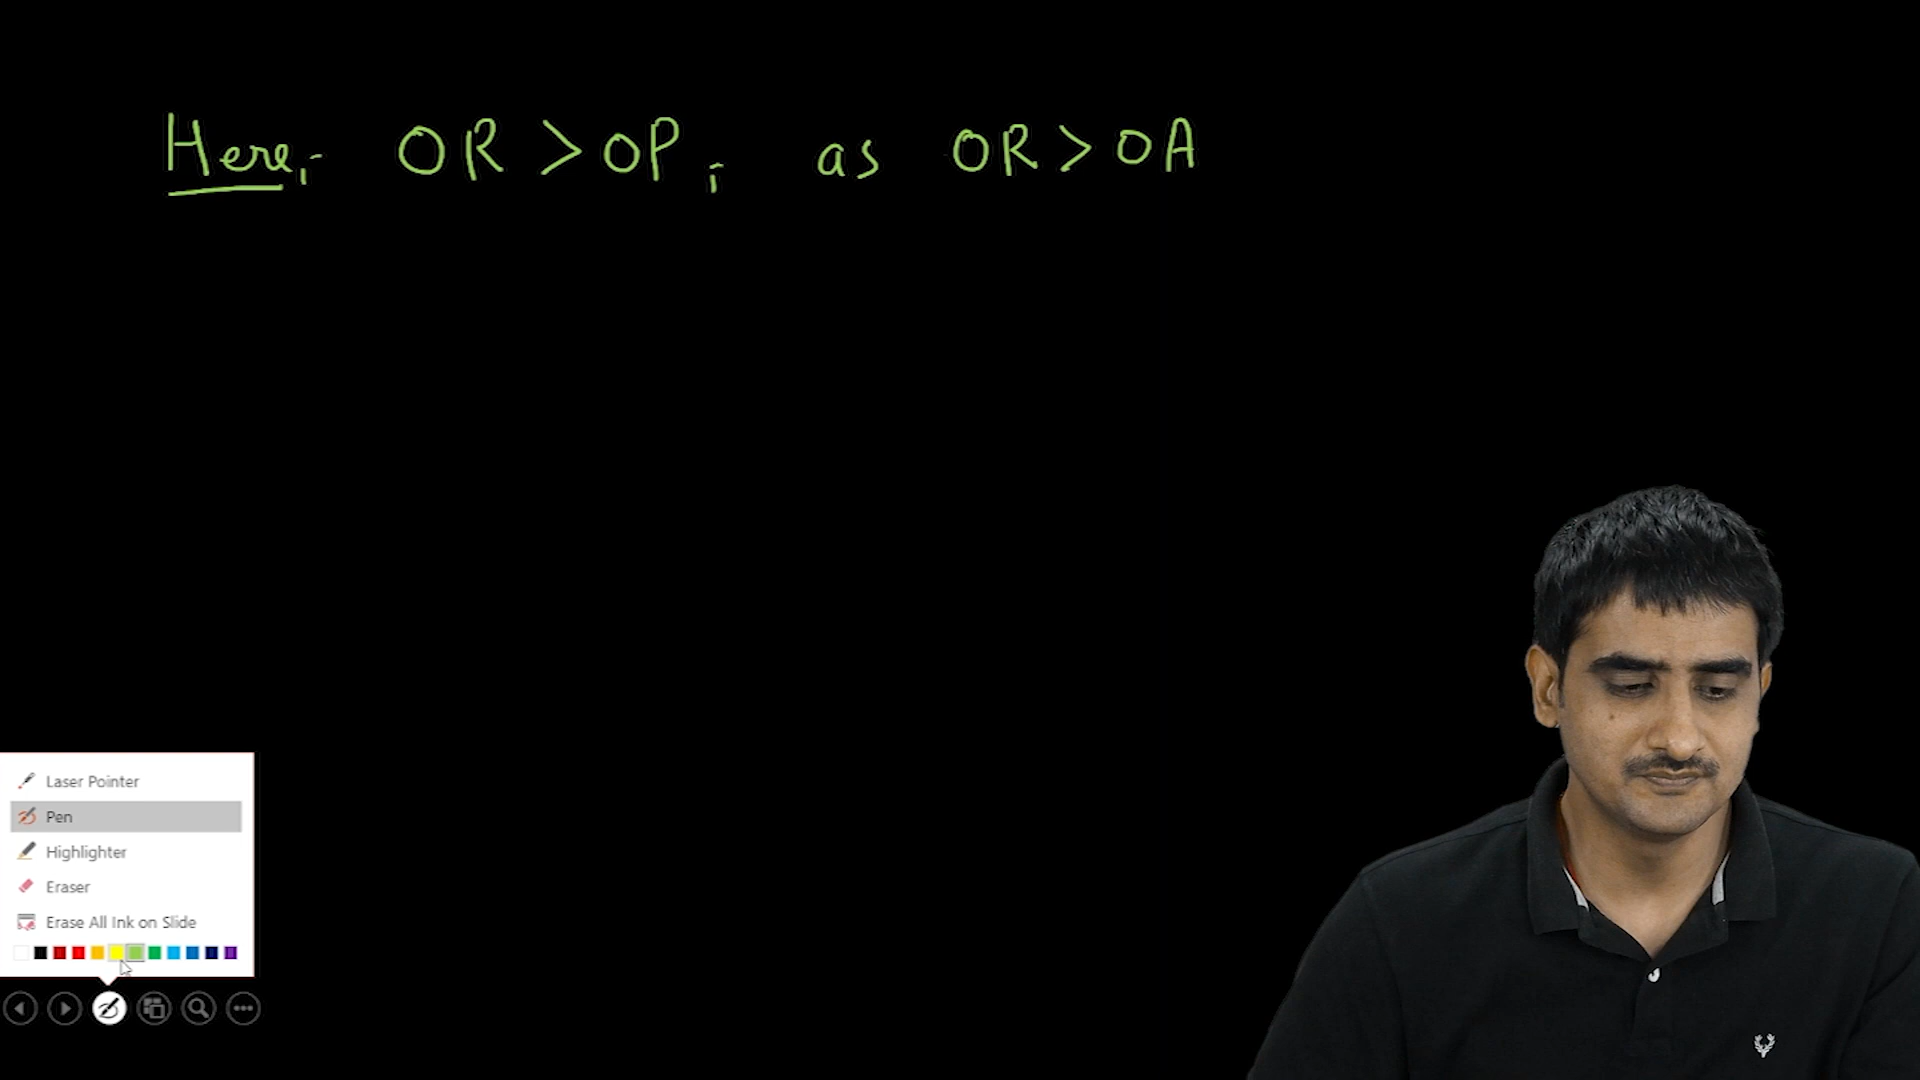 Here,- OR > OP , as OR > OA
Laser Pointer
Pen
Highlighter
Eraser
Erase All Ink on Slide